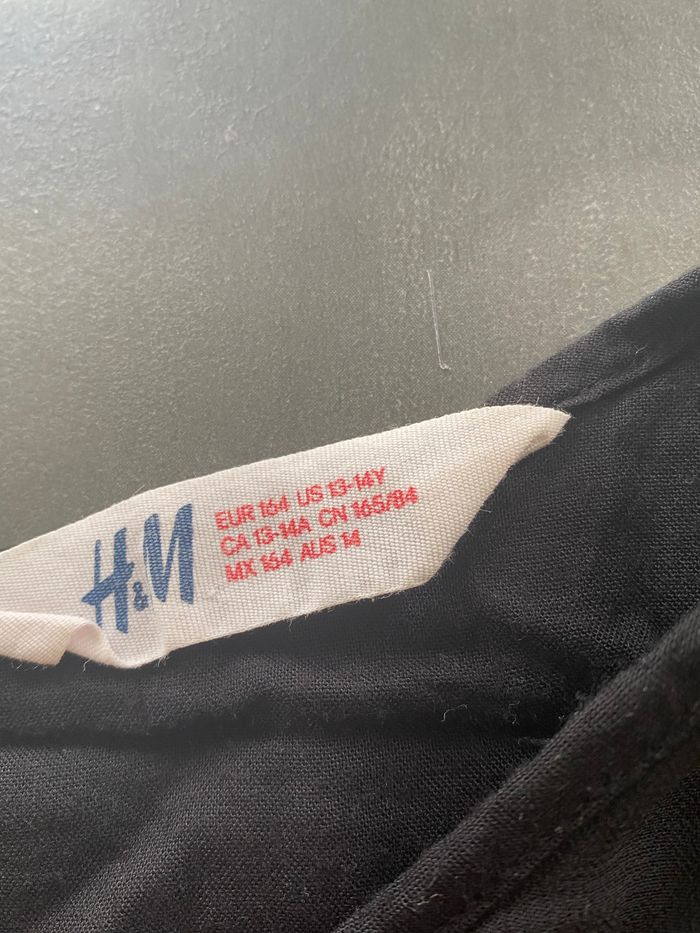 H&M
EUR 164 US 13-14Y
CA 13-14A CN 165/84
MX 164 AUS 14